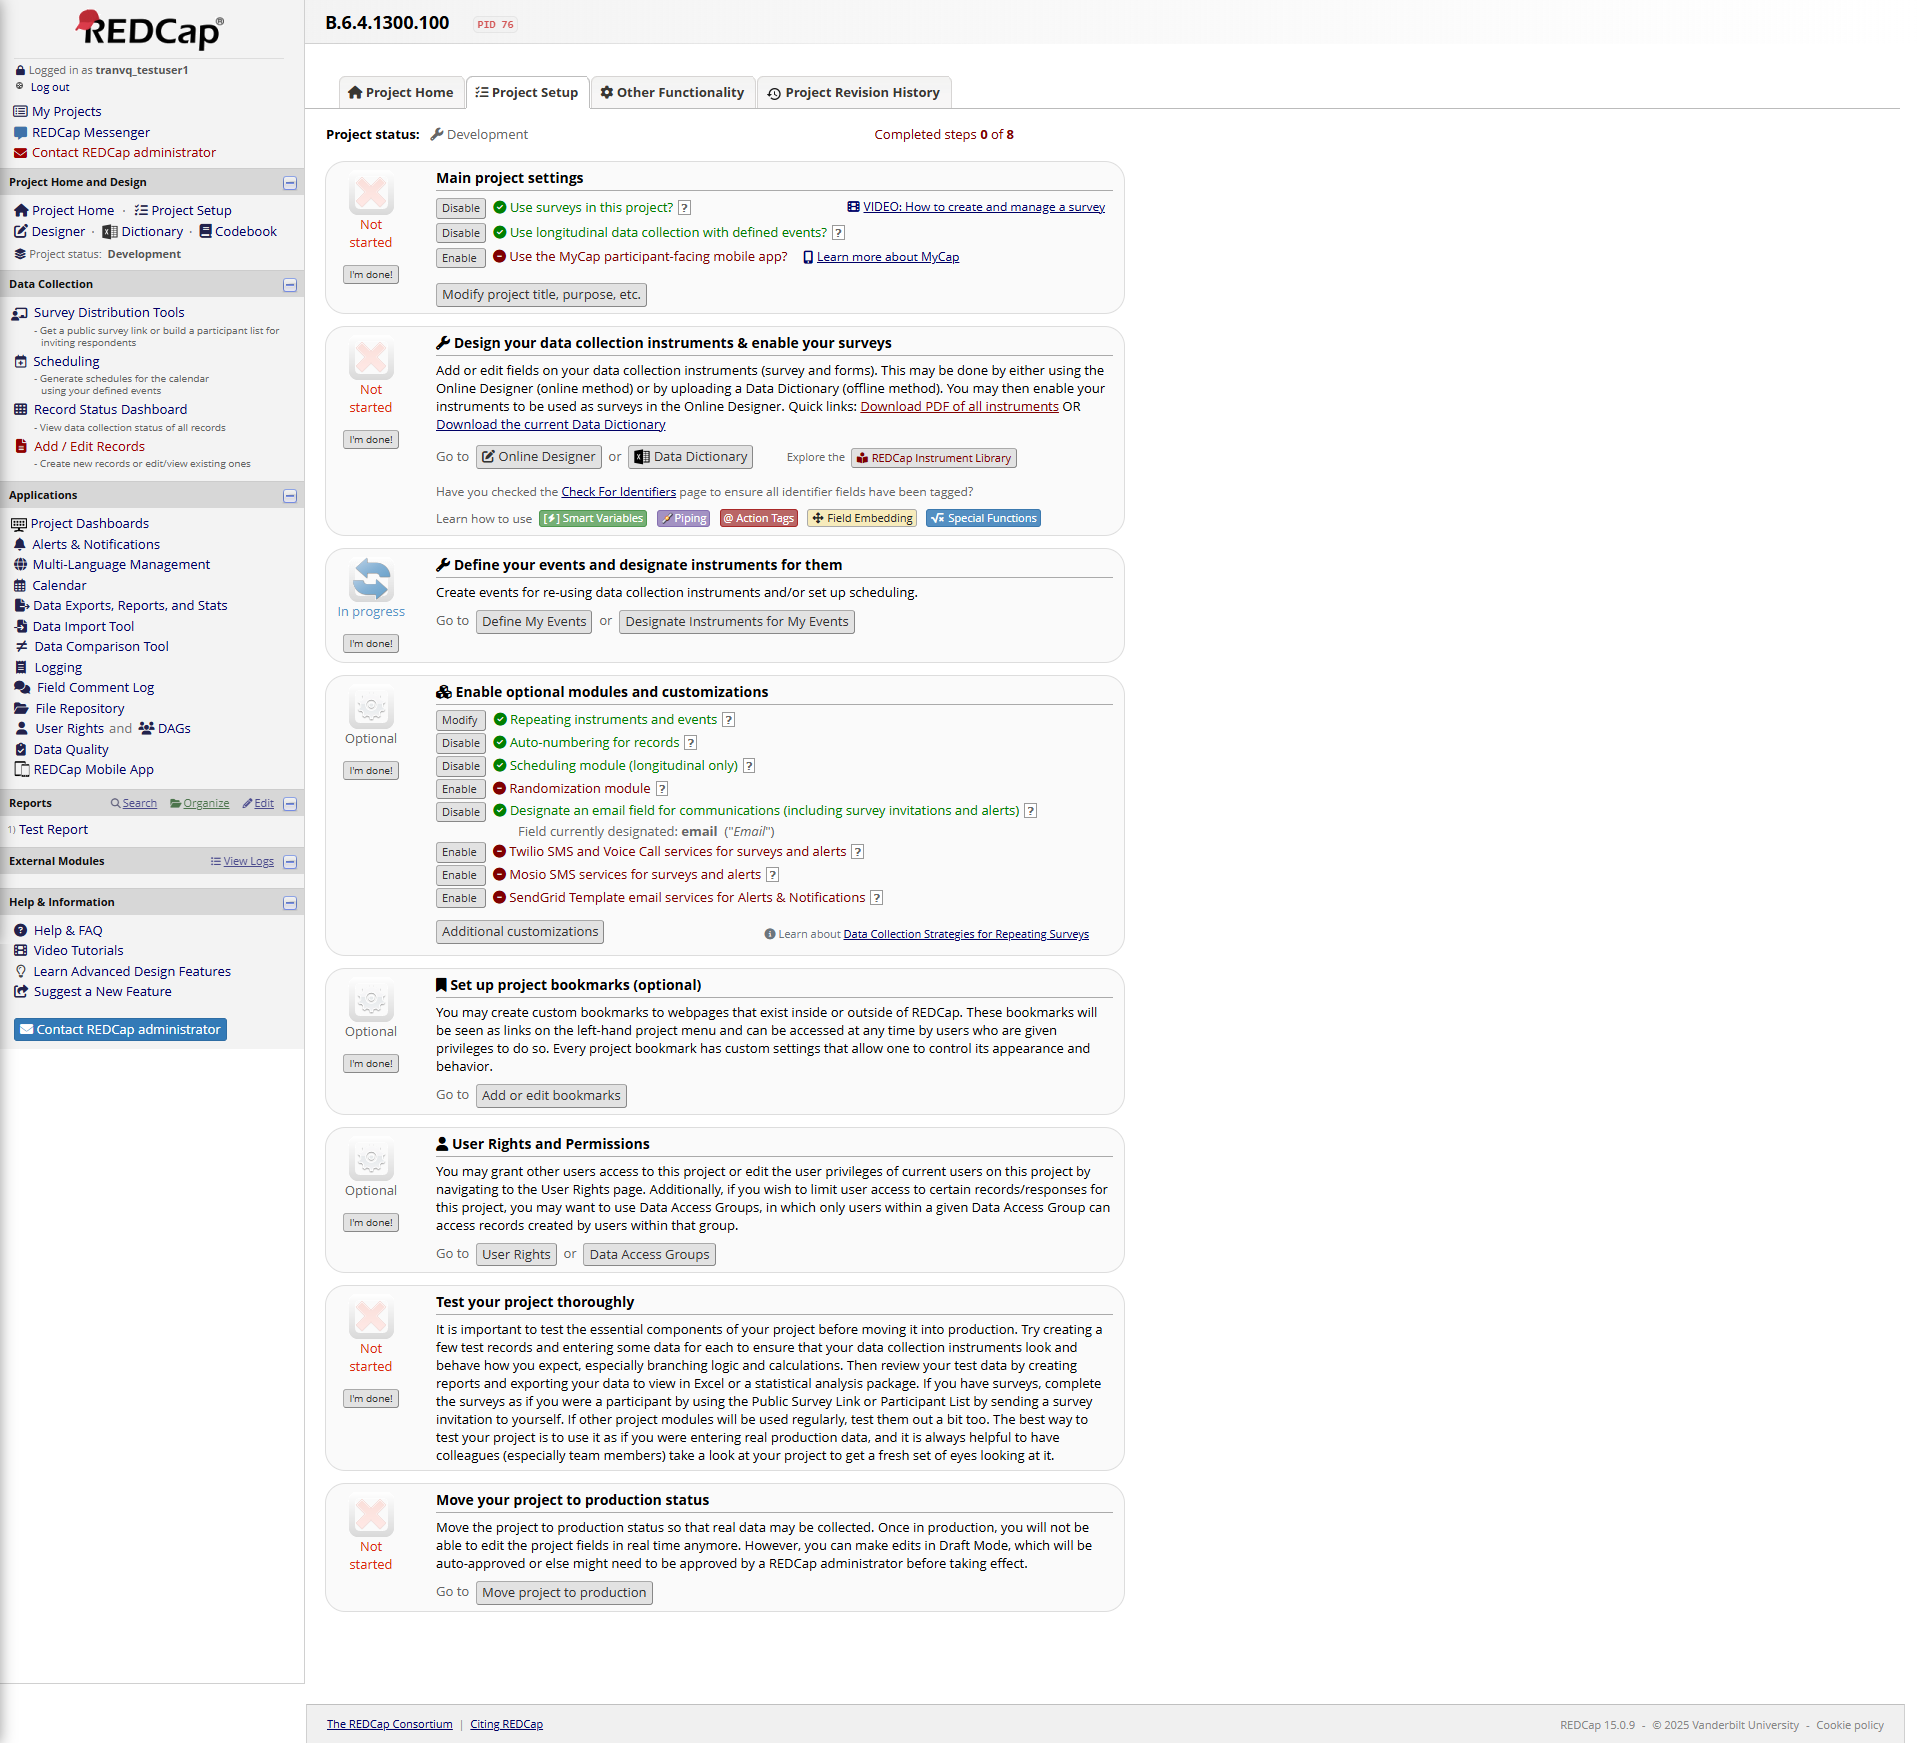 REDCap®
Logged in as tranvq_testuser1
Log out
My Projects
REDCap Messenger
Contact REDCap administrator
Project Home and Design
Project Home · Project Setup
Designer · Dictionary · Codebook
Project status: Development
Data Collection
Survey Distribution Tools
- Get a public survey link or build a participant list for
inviting respondents
Scheduling
- Generate schedules for the calendar
using your defined events
Record Status Dashboard
- View data collection status of all records
Add / Edit Records
- Create new records or edit/view existing ones
Applications
Project Dashboards
Alerts & Notifications
Multi-Language Management
Calendar
Data Exports, Reports, and Stats
Data Import Tool
Data Comparison Tool
Logging
Field Comment Log
File Repository
User Rights and DAGs
Data Quality
REDCap Mobile App
Reports Search Organize Edit
1) Test Report
External Modules View Logs
Help & Information
Help & FAQ
Video Tutorials
Learn Advanced Design Features
Suggest a New Feature
Contact REDCap administrator
B.6.4.1300.100 PID 76
Project Home Project Setup Other Functionality Project Revision History
Project status: Development Completed steps 0 of 8
Not
started
I'm done!
Main project settings
Disable Use surveys in this project? ? VIDEO: How to create and manage a survey
Disable Use longitudinal data collection with defined events? ?
Enable Use the MyCap participant-facing mobile app? Learn more about MyCap
Modify project title, purpose, etc.
Not
started
I'm done!
Design your data collection instruments & enable your surveys
Add or edit fields on your data collection instruments (survey and forms). This may be done by either using the
Online Designer (online method) or by uploading a Data Dictionary (offline method). You may then enable your
instruments to be used as surveys in the Online Designer. Quick links: Download PDF of all instruments OR
Download the current Data Dictionary
Go to Online Designer or Data Dictionary Explore the REDCap Instrument Library
Have you checked the Check For Identifiers page to ensure all identifier fields have been tagged?
Learn how to use [⚡] Smart Variables Piping @ Action Tags Field Embedding √x Special Functions
In progress
I'm done!
Define your events and designate instruments for them
Create events for re-using data collection instruments and/or set up scheduling.
Go to Define My Events or Designate Instruments for My Events
Optional
I'm done!
Enable optional modules and customizations
Modify Repeating instruments and events ?
Disable Auto-numbering for records ?
Disable Scheduling module (longitudinal only) ?
Enable Randomization module ?
Disable Designate an email field for communications (including survey invitations and alerts) ?
Field currently designated: email ("Email")
Enable Twilio SMS and Voice Call services for surveys and alerts ?
Enable Mosio SMS services for surveys and alerts ?
Enable SendGrid Template email services for Alerts & Notifications ?
Additional customizations Learn about Data Collection Strategies for Repeating Surveys
Optional
I'm done!
Set up project bookmarks (optional)
You may create custom bookmarks to webpages that exist inside or outside of REDCap. These bookmarks will
be seen as links on the left-hand project menu and can be accessed at any time by users who are given
privileges to do so. Every project bookmark has custom settings that allow one to control its appearance and
behavior.
Go to Add or edit bookmarks
Optional
I'm done!
User Rights and Permissions
You may grant other users access to this project or edit the user privileges of current users on this project by
navigating to the User Rights page. Additionally, if you wish to limit user access to certain records/responses for
this project, you may want to use Data Access Groups, in which only users within a given Data Access Group can
access records created by users within that group.
Go to User Rights or Data Access Groups
Not
started
I'm done!
Test your project thoroughly
It is important to test the essential components of your project before moving it into production. Try creating a
few test records and entering some data for each to ensure that your data collection instruments look and
behave how you expect, especially branching logic and calculations. Then review your test data by creating
reports and exporting your data to view in Excel or a statistical analysis package. If you have surveys, complete
the surveys as if you were a participant by using the Public Survey Link or Participant List by sending a survey
invitation to yourself. If other project modules will be used regularly, test them out a bit too. The best way to
test your project is to use it as if you were entering real production data, and it is always helpful to have
colleagues (especially team members) take a look at your project to get a fresh set of eyes looking at it.
Not
started
Move your project to production status
Move the project to production status so that real data may be collected. Once in production, you will not be
able to edit the project fields in real time anymore. However, you can make edits in Draft Mode, which will be
auto-approved or else might need to be approved by a REDCap administrator before taking effect.
Go to Move project to production
The REDCap Consortium | Citing REDCap
REDCap 15.0.9 - © 2025 Vanderbilt University - Cookie policy